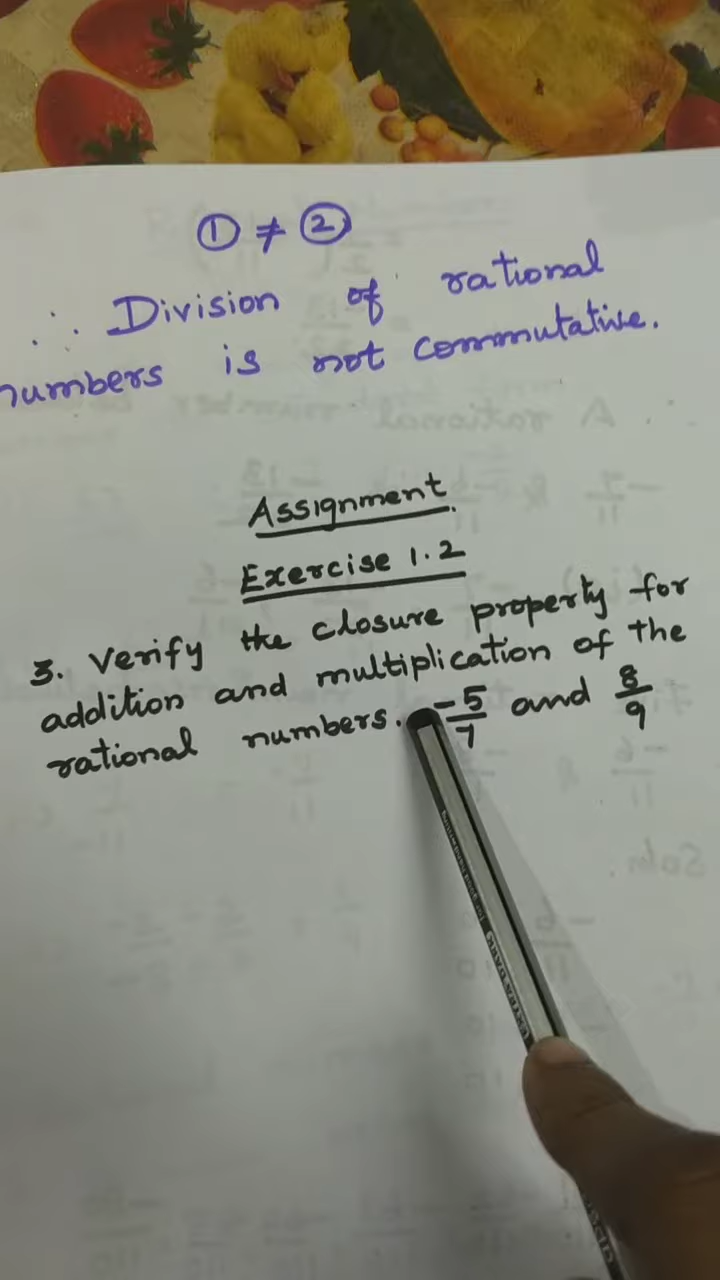 ① ≠ ②
∴ Division of rational
numbers is not commutative.
Assignment
Exercise 1.2
3. Verify the closure property for
addition and multiplication of the
rational numbers. -5/7 and 8/9